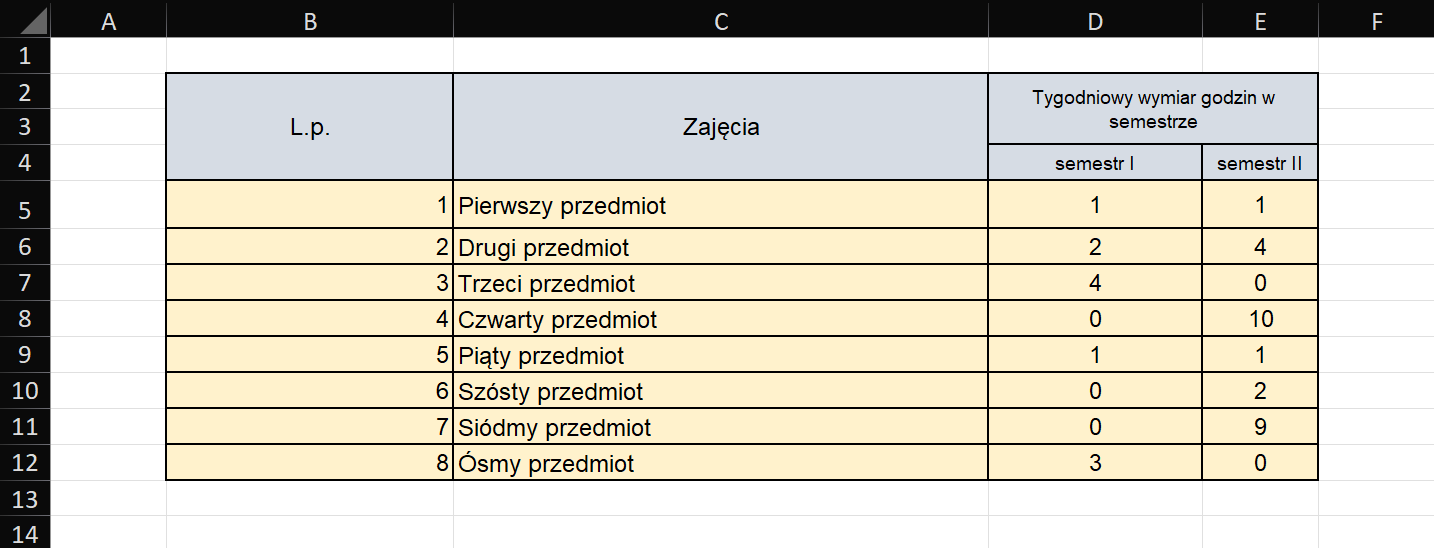 A B C D E F
1
2 L.p. Zajęcia Tygodniowy wymiar godzin w
3 semestrze
4 semestr I semestr II
5 1 Pierwszy przedmiot 1 1
6 2 Drugi przedmiot 2 4
7 3 Trzeci przedmiot 4 0
8 4 Czwarty przedmiot 0 10
9 5 Piąty przedmiot 1 1
10 6 Szósty przedmiot 0 2
11 7 Siódmy przedmiot 0 9
12 8 Ósmy przedmiot 3 0
13
14